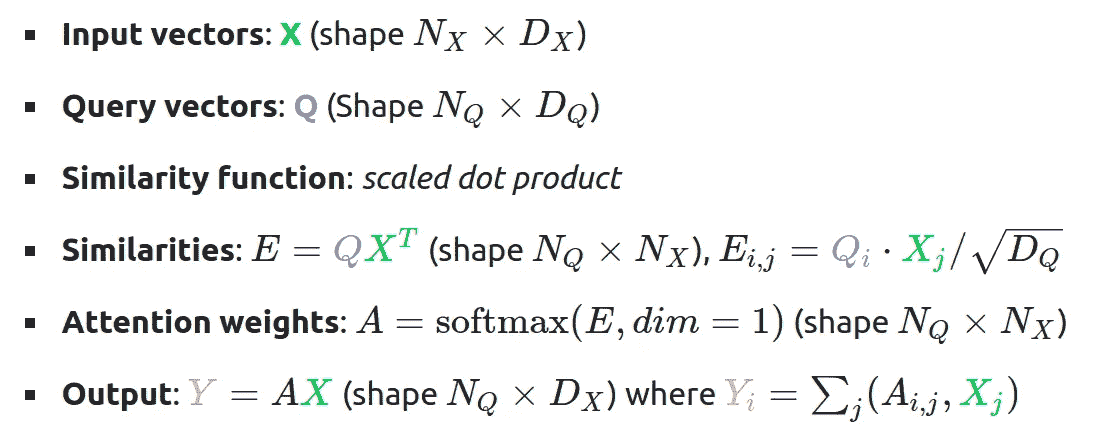 ▪ Input vectors: X (shape $N_X \times D_X$)
▪ Query vectors: Q (Shape $N_Q \times D_Q$)
▪ Similarity function: scaled dot product
▪ Similarities: $E = QX^T$ (shape $N_Q \times N_X$), $E_{i,j} = Q_i \cdot X_j / \sqrt{D_Q}$
▪ Attention weights: $A = \text{softmax}(E, dim = 1)$ (shape $N_Q \times N_X$)
▪ Output: $Y = AX$ (shape $N_Q \times D_X$) where $Y_i = \sum_j (A_{i,j}, X_j)$